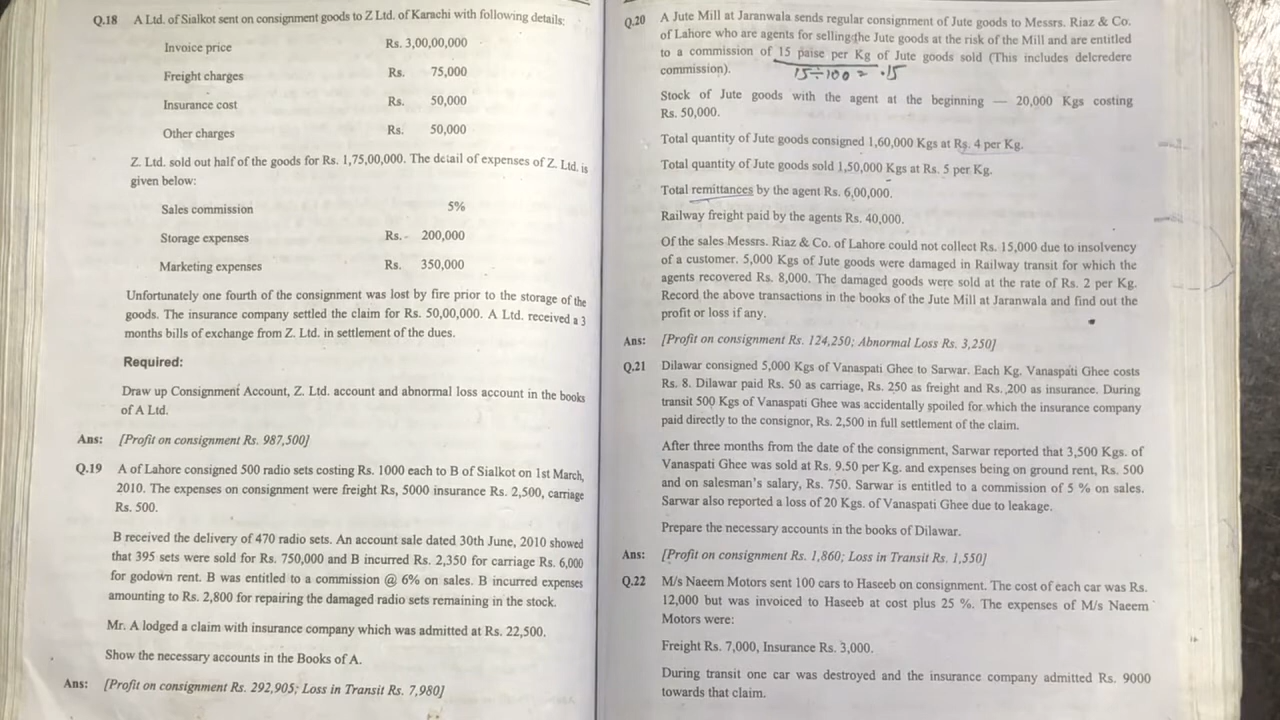 Q.18 A Ltd. of Sialkot sent on consignment goods to Z Ltd. of Karachi with following details:
Invoice price Rs. 3,00,00,000
Freight charges Rs. 75,000
Insurance cost Rs. 50,000
Other charges Rs. 50,000
Z. Ltd. sold out half of the goods for Rs. 1,75,00,000. The detail of expenses of Z. Ltd. is
given below:
Sales commission 5%
Storage expenses Rs. 200,000
Marketing expenses Rs. 350,000
Unfortunately one fourth of the consignment was lost by fire prior to the storage of the
goods. The insurance company settled the claim for Rs. 50,00,000. A Ltd. received a 3
months bills of exchange from Z. Ltd. in settlement of the dues.
Required:
Draw up Consignment Account, Z. Ltd. account and abnormal loss account in the books
of A Ltd.
Ans: [Profit on consignment Rs. 987,500]
Q.19 A of Lahore consigned 500 radio sets costing Rs. 1000 each to B of Sialkot on 1st March,
2010. The expenses on consignment were freight Rs, 5000 insurance Rs. 2,500, carriage
Rs. 500.
B received the delivery of 470 radio sets. An account sale dated 30th June, 2010 showed
that 395 sets were sold for Rs. 750,000 and B incurred Rs. 2,350 for carriage Rs. 6,000
for godown rent. B was entitled to a commission @ 6% on sales. B incurred expenses
amounting to Rs. 2,800 for repairing the damaged radio sets remaining in the stock.
Mr. A lodged a claim with insurance company which was admitted at Rs. 22,500.
Show the necessary accounts in the Books of A.
Ans: [Profit on consignment Rs. 292,905; Loss in Transit Rs. 7,980]
Q.20 A Jute Mill at Jaranwala sends regular consignment of Jute goods to Messrs. Riaz & Co.
of Lahore who are agents for selling the Jute goods at the risk of the Mill and are entitled
to a commission of 15 paise per Kg of Jute goods sold (This includes delcredere
commission). 15÷100 = .15
Stock of Jute goods with the agent at the beginning — 20,000 Kgs costing
Rs. 50,000.
Total quantity of Jute goods consigned 1,60,000 Kgs at Rs. 4 per Kg.
Total quantity of Jute goods sold 1,50,000 Kgs at Rs. 5 per Kg.
Total remittances by the agent Rs. 6,00,000.
Railway freight paid by the agents Rs. 40,000.
Of the sales Messrs. Riaz & Co. of Lahore could not collect Rs. 15,000 due to insolvency
of a customer. 5,000 Kgs of Jute goods were damaged in Railway transit for which the
agents recovered Rs. 8,000. The damaged goods were sold at the rate of Rs. 2 per Kg.
Record the above transactions in the books of the Jute Mill at Jaranwala and find out the
profit or loss if any.
Ans: [Profit on consignment Rs. 124,250; Abnormal Loss Rs. 3,250]
Q.21 Dilawar consigned 5,000 Kgs of Vanaspati Ghee to Sarwar. Each Kg. Vanaspati Ghee costs
Rs. 8. Dilawar paid Rs. 50 as carriage, Rs. 250 as freight and Rs. 200 as insurance. During
transit 500 Kgs of Vanaspati Ghee was accidentally spoiled for which the insurance company
paid directly to the consignor, Rs. 2,500 in full settlement of the claim.
After three months from the date of the consignment, Sarwar reported that 3,500 Kgs. of
Vanaspati Ghee was sold at Rs. 9.50 per Kg. and expenses being on ground rent, Rs. 500
and on salesman's salary, Rs. 750. Sarwar is entitled to a commission of 5 % on sales.
Sarwar also reported a loss of 20 Kgs. of Vanaspati Ghee due to leakage.
Prepare the necessary accounts in the books of Dilawar.
Ans: [Profit on consignment Rs. 1,860; Loss in Transit Rs. 1,550]
Q.22 M/s Naeem Motors sent 100 cars to Haseeb on consignment. The cost of each car was Rs.
12,000 but was invoiced to Haseeb at cost plus 25 %. The expenses of M/s Naeem
Motors were:
Freight Rs. 7,000, Insurance Rs. 3,000.
During transit one car was destroyed and the insurance company admitted Rs. 9000
towards that claim.